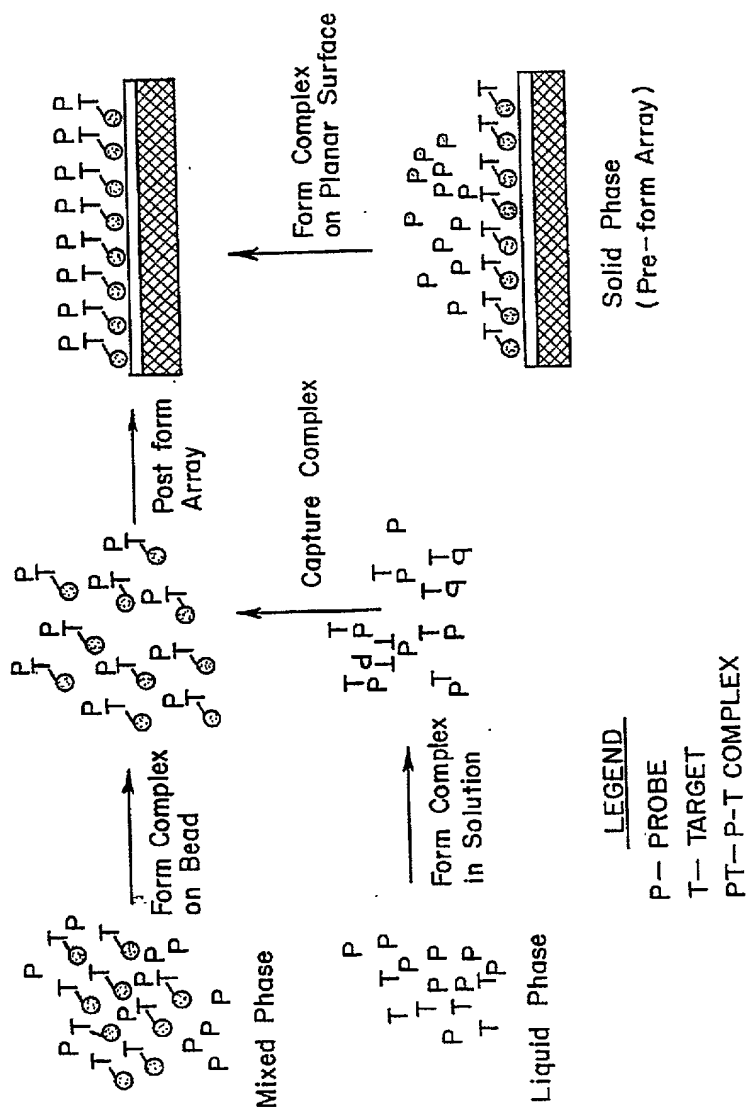 Form Complex
on Bead
Post form
Array
P P P P P P P P
T T T T T T T T
Mixed Phase
Capture Complex
Form Complex
on Planar Surface
Form Complex
in Solution
T T T T T T T T
Liquid Phase
Solid Phase
(Pre-form Array)
LEGEND
P— PROBE
T— TARGET
PT— P-T COMPLEX